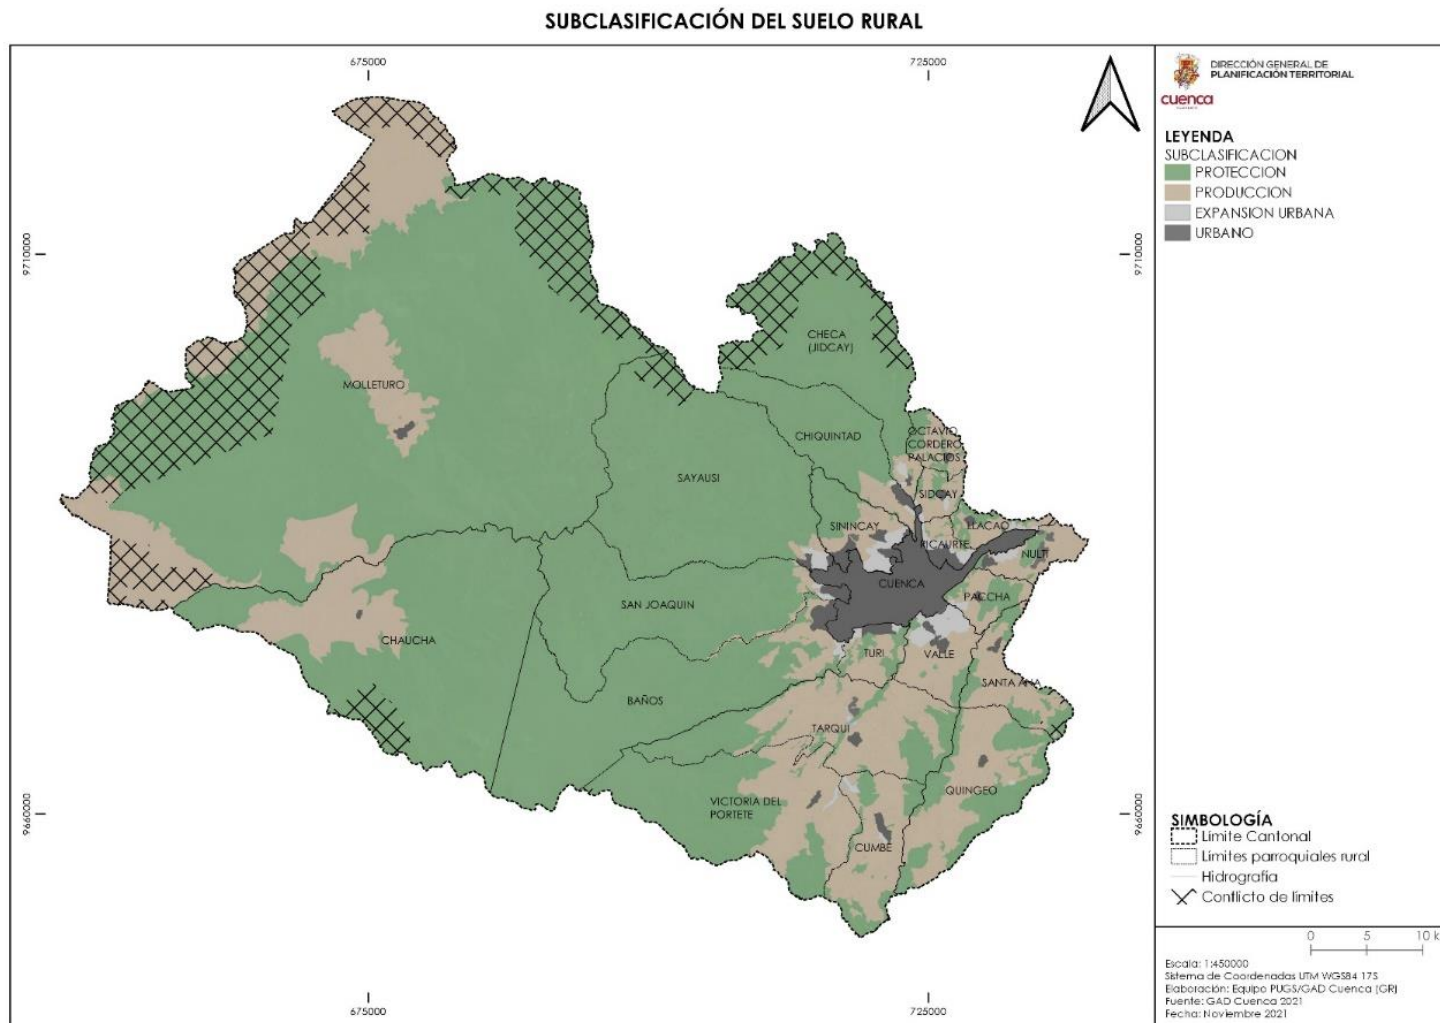 SUBCLASIFICACIÓN DEL SUELO RURAL
675000
725000
DIRECCIÓN GENERAL DE
PLANIFICACIÓN TERRITORIAL
cuenca
LEYENDA
SUBCLASIFICACION
PROTECCION
PRODUCCION
EXPANSION URBANA
URBANO
9710000
9710000
CHECA
(JIDCAY)
MOLLETURO
CHIQUINTAD
OCTAVIO
CORDERO
PALACIOS
SAYAUSI
SIDCAY
SININCAY
LLACAO
RICAURTE
NULTI
CUENCA
PACCHA
SAN JOAQUIN
CHAUCHA
TURI
VALLE
SANTA ANA
BAÑOS
TARQUI
QUINGEO
VICTORIA DEL
PORTETE
CUMBE
9660000
9660000
SIMBOLOGÍA
Límite Cantonal
Límites parroquiales rural
Hidrografía
Conflicto de límites
0 5 10 k
Escala: 1:450000
Sistema de Coordenadas UTM WGS84 17S
Elaboración: Equipo PUGS/GAD Cuenca (GR)
Fuente: GAD Cuenca 2021
Fecha: Noviembre 2021
675000
725000